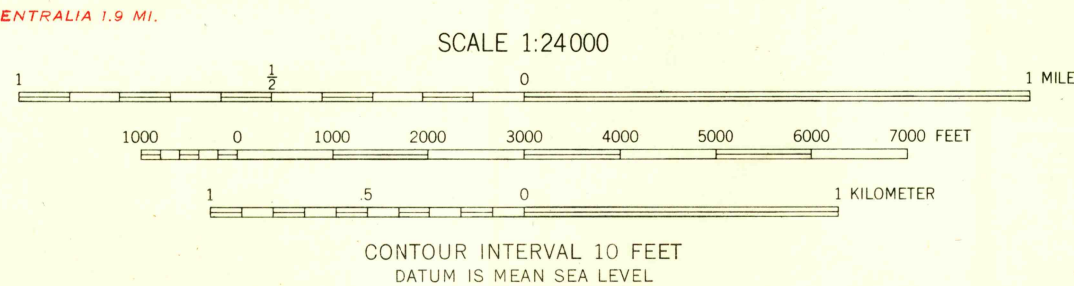 ENTRALIA 1.9 MI.
SCALE 1:24000
1 1/2 0 1 MILE
1000 0 1000 2000 3000 4000 5000 6000 7000 FEET
1 .5 0 1 KILOMETER
CONTOUR INTERVAL 10 FEET
DATUM IS MEAN SEA LEVEL